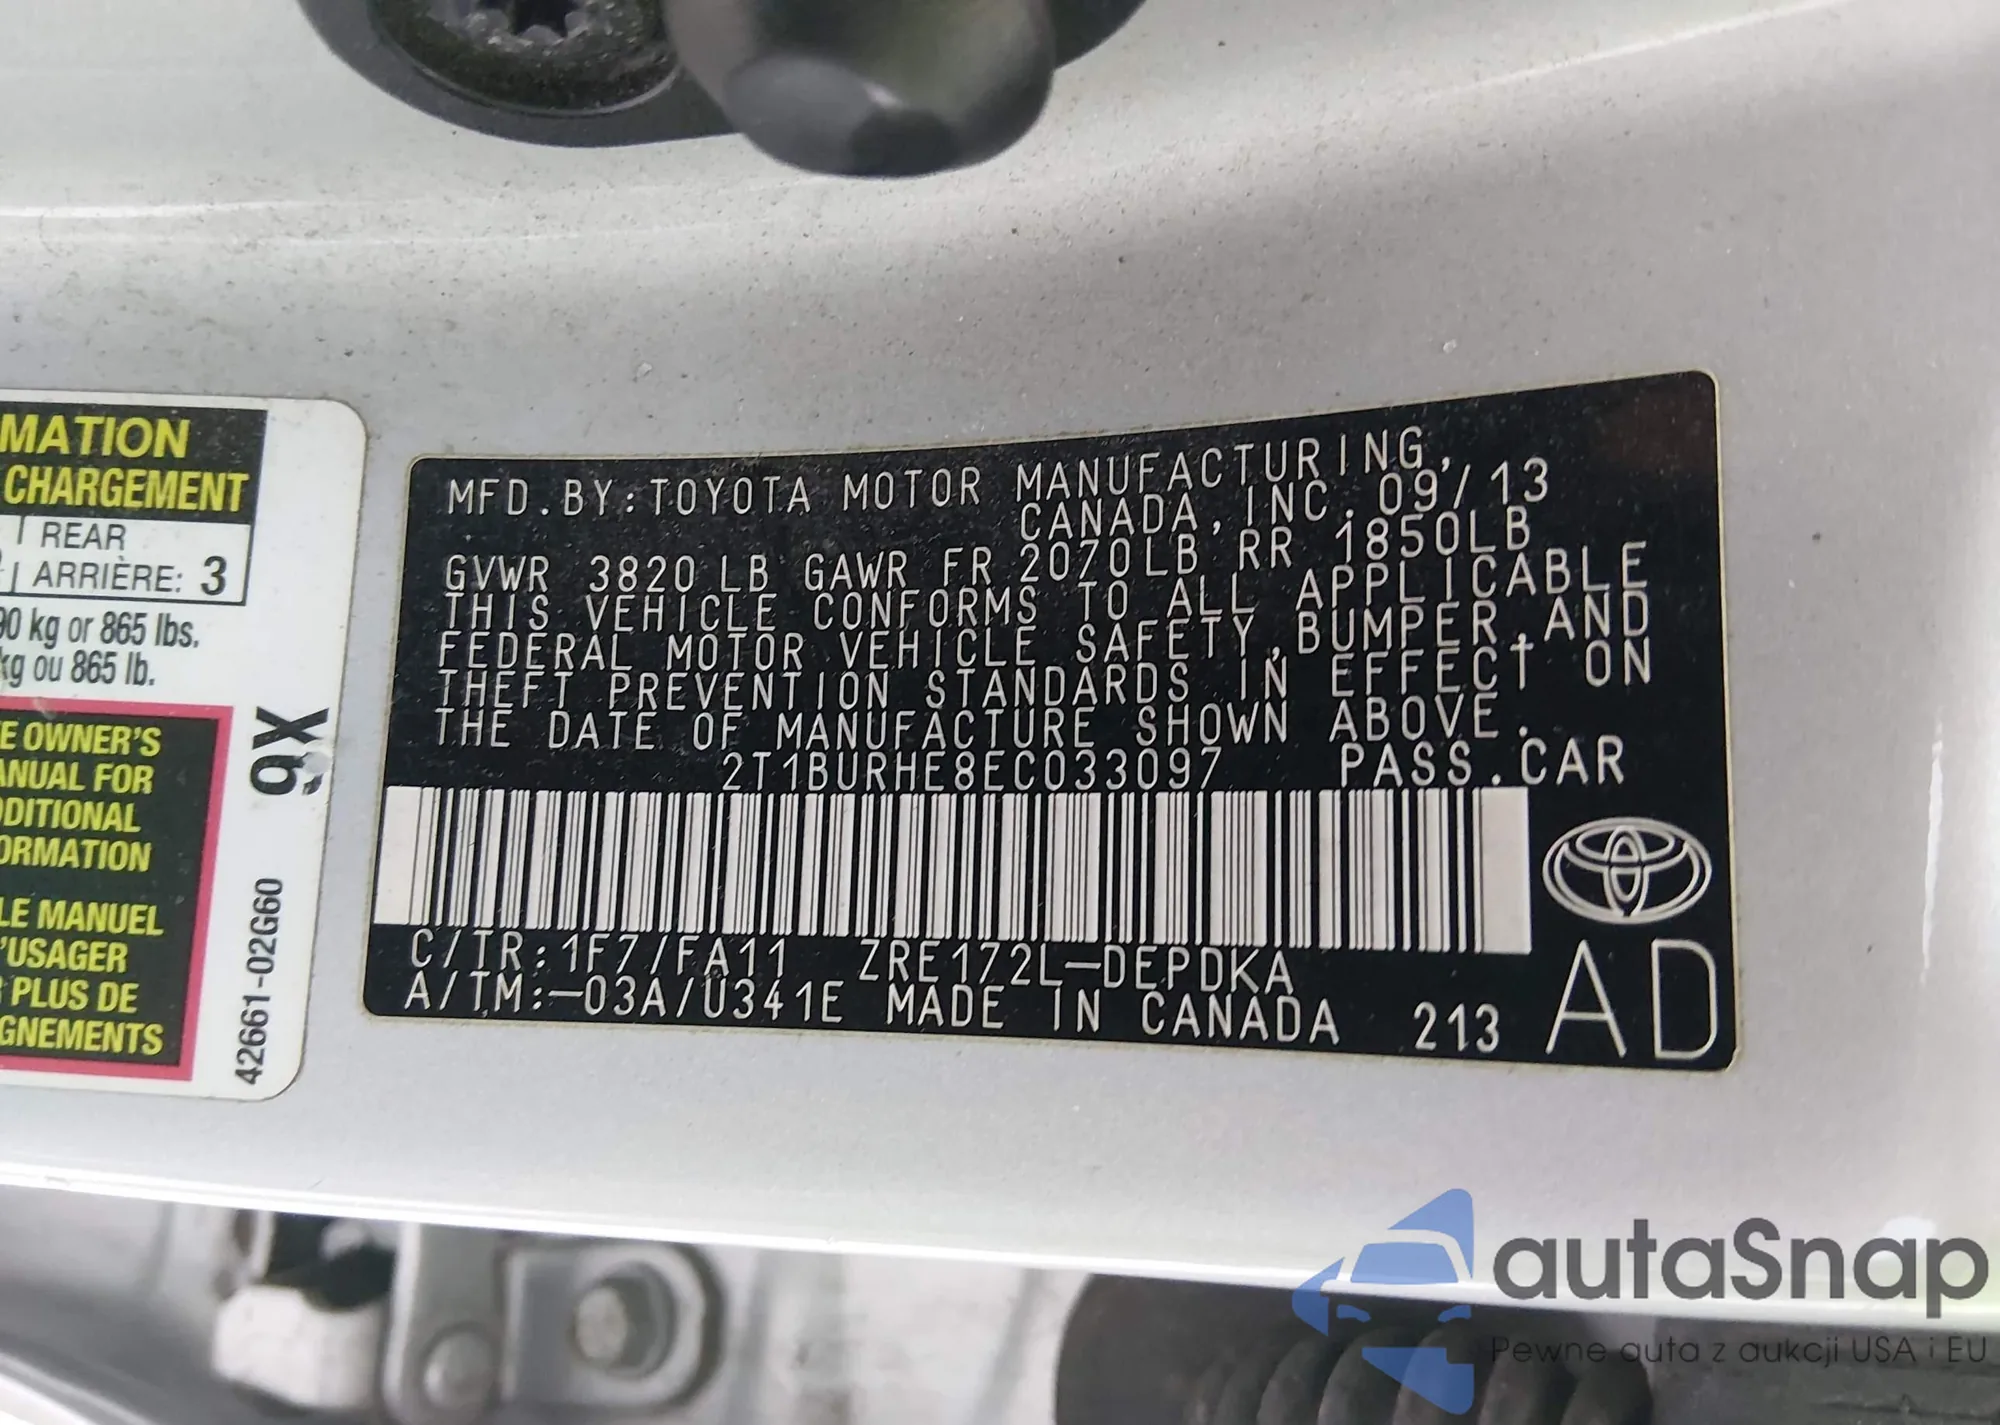 MATION
CHARGEMENT
REAR
ARRIÈRE: 3
90 kg or 865 lbs.
kg ou 865 lb.
E OWNER'S
ANUAL FOR
DDITIONAL
ORMATION
LE MANUEL
'USAGER
PLUS DE
GNEMENTS
X6
42661-02G60
MFD. BY: TOYOTA MOTOR MANUFACTURING,
CANADA, INC. 09/13
GVWR 3820 LB GAWR FR 2070LB RR 1850LB
THIS VEHICLE CONFORMS TO ALL APPLICABLE
FEDERAL MOTOR VEHICLE SAFETY, BUMPER, AND
THEFT PREVENTION STANDARDS IN EFFECT ON
THE DATE OF MANUFACTURE SHOWN ABOVE.
2T1BURHE8EC033097 PASS. CAR
C/TR: 1F7/FA11 ZRE172L-DEPDKA
A/TM:-03A/U341E MADE IN CANADA 213
AD
autaSnap
Pewne auta z aukcji USA i EU